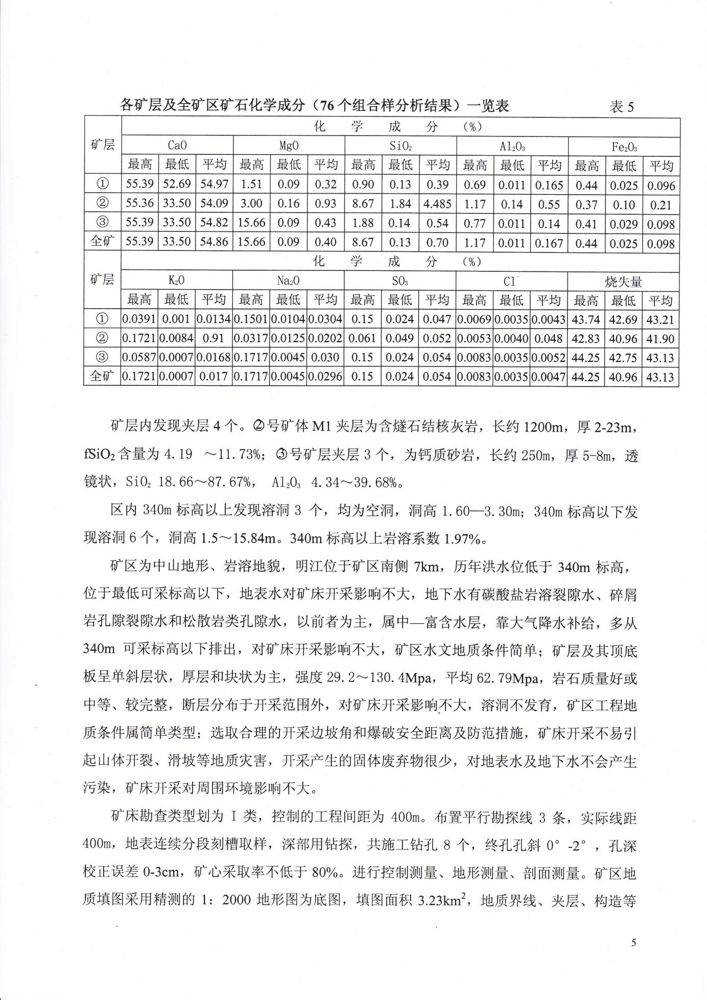 各矿层及全矿区矿石化学成分（76个组合样分析结果）一览表 表5
矿层 化 学 成 分 （%）
CaO MgO SiO₂ Al₂O₃ Fe₂O₃
最高 最低 平均 最高 最低 平均 最高 最低 平均 最高 最低 平均 最高 最低 平均
① 55.39 52.69 54.97 1.51 0.09 0.32 0.90 0.13 0.39 0.69 0.011 0.165 0.44 0.025 0.096
② 55.36 33.50 54.09 3.00 0.16 0.93 8.67 1.84 4.485 1.17 0.14 0.55 0.37 0.10 0.21
③ 55.39 33.50 54.82 15.66 0.09 0.43 1.88 0.14 0.54 0.77 0.011 0.14 0.41 0.029 0.098
全矿 55.39 33.50 54.86 15.66 0.09 0.40 8.67 0.13 0.70 1.17 0.011 0.167 0.44 0.025 0.098
矿层 化 学 成 分 （%）
K₂O Na₂O SO₃ Cl⁻ 烧失量
最高 最低 平均 最高 最低 平均 最高 最低 平均 最高 最低 平均 最高 最低 平均
① 0.0391 0.001 0.0134 0.1501 0.0104 0.0304 0.15 0.024 0.047 0.0069 0.0035 0.0043 43.74 42.69 43.21
② 0.1721 0.0084 0.91 0.0317 0.0125 0.0202 0.061 0.049 0.052 0.0053 0.0040 0.048 42.83 40.96 41.90
③ 0.0587 0.0007 0.0168 0.1717 0.0045 0.030 0.15 0.024 0.054 0.0083 0.0035 0.0052 44.25 42.75 43.13
全矿 0.1721 0.0007 0.017 0.1717 0.0045 0.0296 0.15 0.024 0.054 0.0083 0.0035 0.0047 44.25 40.96 43.13
矿层内发现夹层4个。②号矿体M1夹层为含燧石结核灰岩，长约1200m，厚2-23m，
fSiO₂含量为4.19 ～11.73%；③号矿层夹层3个，为钙质砂岩，长约250m，厚5-8m，透
镜状，SiO₂ 18.66～87.67%， Al₂O₃ 4.34～39.68%。
区内340m标高以上发现溶洞3个，均为空洞，洞高1.60—3.30m；340m标高以下发
现溶洞6个，洞高1.5～15.84m。340m标高以上岩溶系数1.97%。
矿区为中山地形、岩溶地貌，明江位于矿区南侧7km，历年洪水位低于340m标高，
位于最低可采标高以下，地表水对矿床开采影响不大，地下水有碳酸盐岩溶裂隙水、碎屑
岩孔隙裂隙水和松散岩类孔隙水，以前者为主，属中—富含水层，靠大气降水补给，多从
340m可采标高以下排出，对矿床开采影响不大，矿区水文地质条件简单；矿层及其顶底
板呈单斜层状，厚层和块状为主，强度29.2～130.4Mpa，平均62.79Mpa，岩石质量好或
中等、较完整，断层分布于开采范围外，对矿床开采影响不大，溶洞不发育，矿区工程地
质条件属简单类型；选取合理的开采边坡角和爆破安全距离及防范措施，矿床开采不易引
起山体开裂、滑坡等地质灾害，开采产生的固体废弃物很少，对地表水及地下水不会产生
污染，矿床开采对周围环境影响不大。
矿床勘查类型划为Ⅰ类，控制的工程间距为400m。布置平行勘探线3条，实际线距
400m，地表连续分段刻槽取样，深部用钻探，共施工钻孔8个，终孔孔斜0°-2°，孔深
校正误差0-3cm，矿心采取率不低于80%。进行控制测量、地形测量、剖面测量。矿区地
质填图采用精测的1：2000地形图为底图，填图面积3.23km²，地质界线、夹层、构造等
5